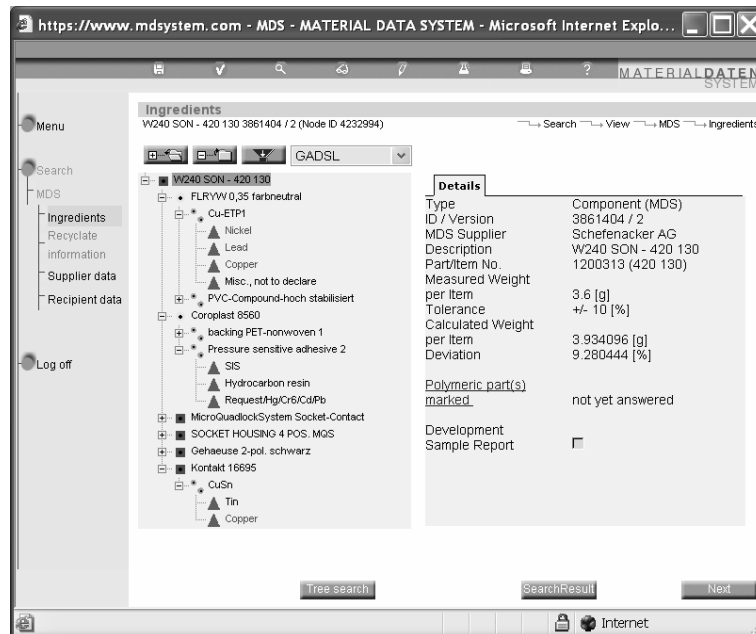 https://www.mdsystem.com - MDS - MATERIAL DATA SYSTEM - Microsoft Internet Explo...
?
MATERIALDATEN
SYSTEM
Menu
Search
MDS
Ingredients
Recyclate
information
Supplier data
Recipient data
Log off
Ingredients
W240 SON - 420 130 3861404 / 2 (Node ID 4232994)
Search View MDS Ingredients
GADSL
W240 SON - 420 130
FLRYW 0,35 farbneutral
Cu-ETP1
Nickel
Lead
Copper
Misc., not to declare
PVC-Compound-hoch stabilisiert
Coroplast 8560
backing PET-nonwoven 1
Pressure sensitive adhesive 2
SIS
Hydrocarbon resin
Request/Hg/Cr6/Cd/Pb
MicroQuadlockSystem Socket-Contact
SOCKET HOUSING 4 POS. MQS
Gehaeuse 2-pol. schwarz
Kontakt 16695
CuSn
Tin
Copper
Details
Type Component (MDS)
ID / Version 3861404 / 2
MDS Supplier Schefenacker AG
Description W240 SON - 420 130
Part/Item No. 1200313 (420 130)
Measured Weight
per Item 3.6 [g]
Tolerance +/- 10 [%]
Calculated Weight
per Item 3.934096 [g]
Deviation 9.280444 [%]
Polymeric part(s)
marked not yet answered
Development
Sample Report
Tree search
SearchResult
Next
Internet